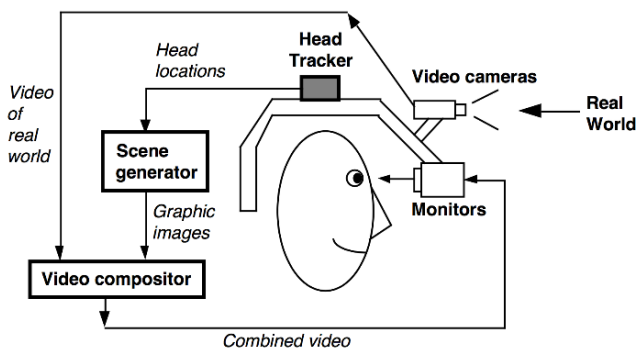 Head
Tracker
Head
locations
Video cameras
Real
World
Video
of
real
world
Scene
generator
Monitors
Graphic
images
Video compositor
Combined video